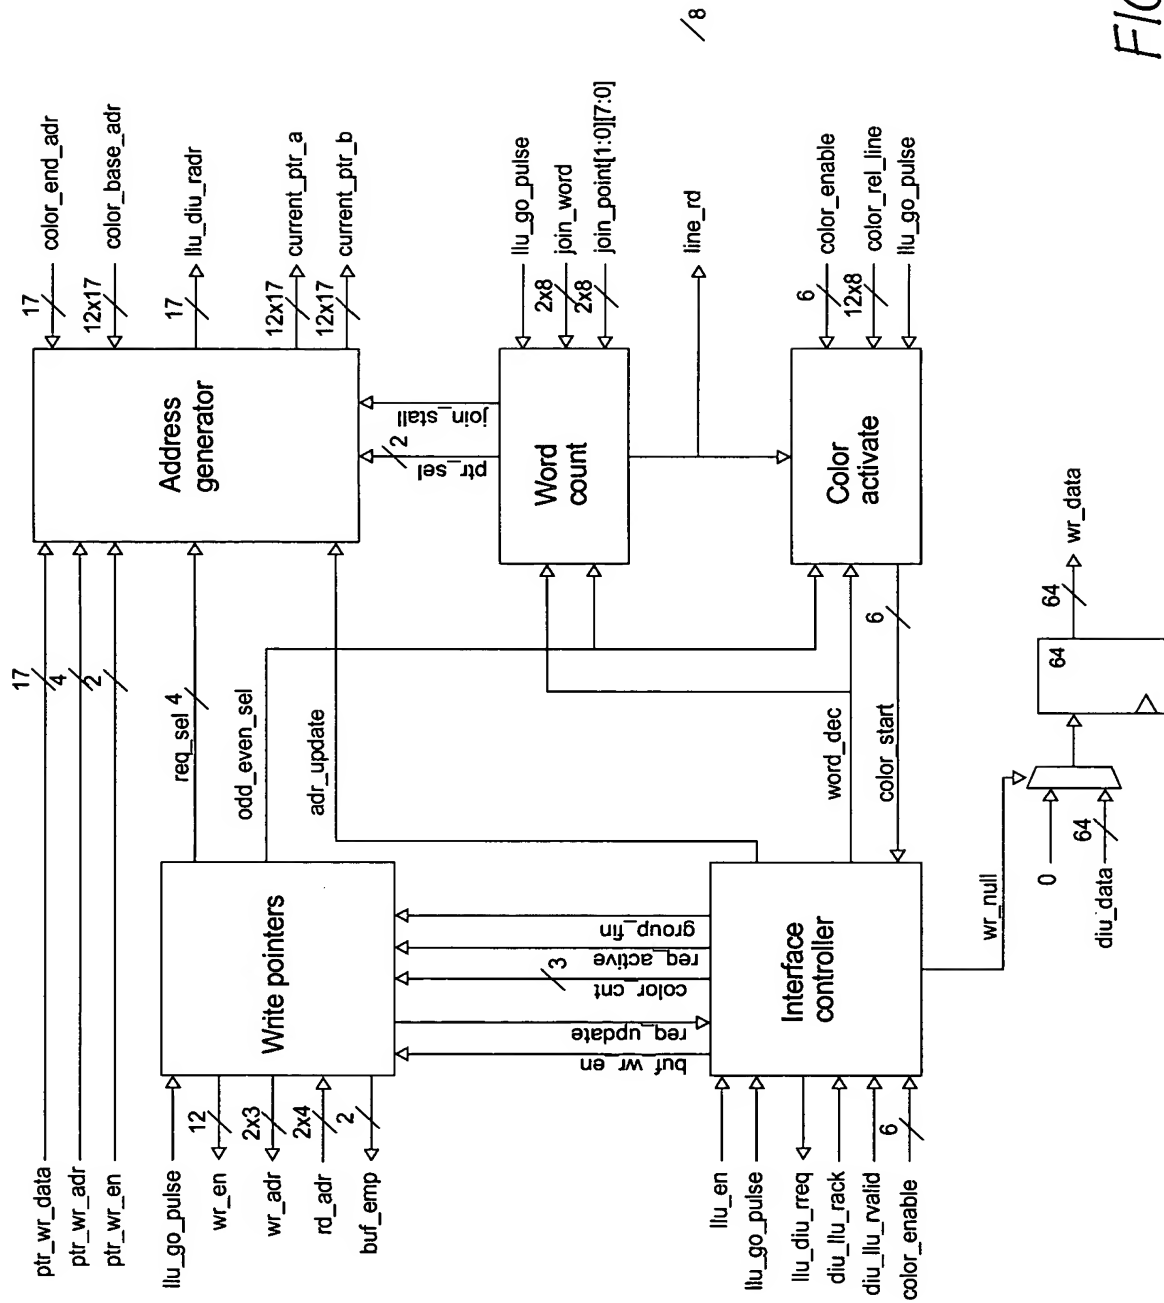 ptr_wr_data
17
ptr_wr_adr
4
ptr_wr_en
2
17
color_end_adr
12x17
color_base_adr
17
llu_diu_radr
12x17
current_ptr_a
12x17
current_ptr_b
Address
generator
req_sel
4
odd_even_sel
adr_update
ptr_sel
2
join_stall
llu_go_pulse
12
wr_en
2x3
wr_adr
2x4
rd_adr
2
buf_emp
Write pointers
Word
count
llu_go_pulse
2x8
join_word
2x8
join_point[1:0][7:0]
line_rd
8
buf_wr_en
req_update
color_cnt
3
req_active
group_fin
llu_en
llu_go_pulse
llu_diu_rreq
diu_llu_rack
diu_llu_rvalid
6
color_enable
Interface
controller
word_dec
color_start
6
Color
activate
6
color_enable
12x8
color_rel_line
llu_go_pulse
wr_null
0
64
diu_data
64
64
wr_data